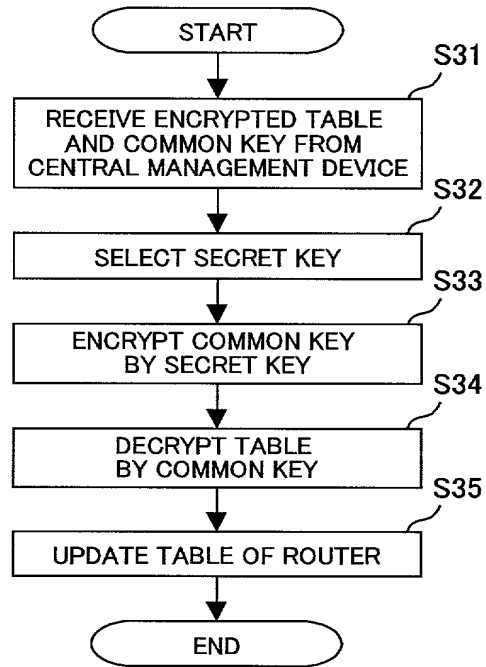 START
S31
RECEIVE ENCRYPTED TABLE
AND COMMON KEY FROM
CENTRAL MANAGEMENT DEVICE
S32
SELECT SECRET KEY
S33
ENCRYPT COMMON KEY
BY SECRET KEY
S34
DECRYPT TABLE
BY COMMON KEY
S35
UPDATE TABLE OF ROUTER
END